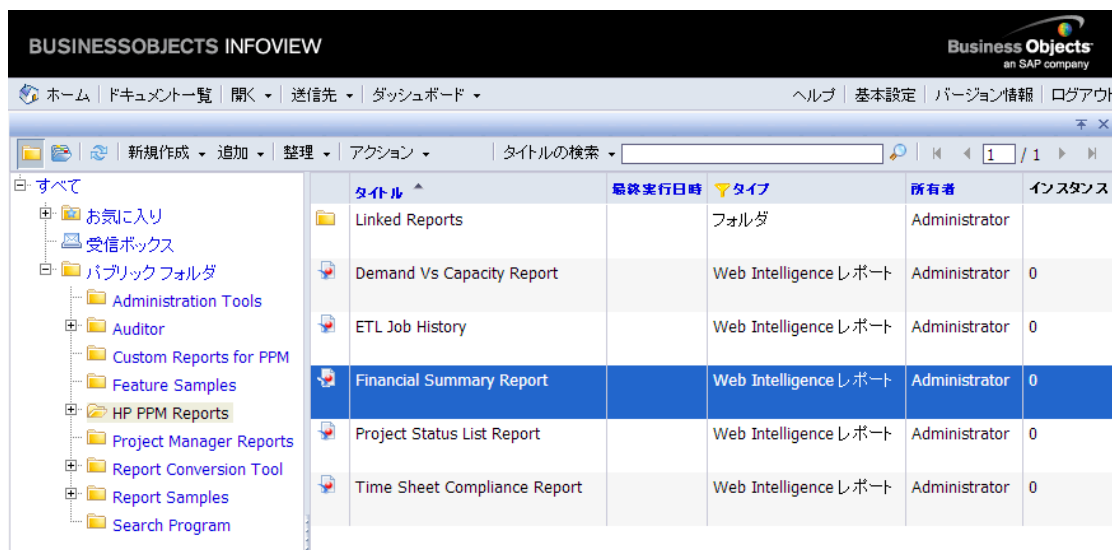 BUSINESSOBJECTS INFOVIEW
Business Objects
an SAP company
ホーム ドキュメント一覧 開く 送信先 ダッシュボード ヘルプ 基本設定 バージョン情報 ログアウト
新規作成 追加 整理 アクション タイトルの検索 1 / 1
すべて
お気に入り
受信ボックス
パブリック フォルダ
Administration Tools
Auditor
Custom Reports for PPM
Feature Samples
HP PPM Reports
Project Manager Reports
Report Conversion Tool
Report Samples
Search Program
タイトル 最終実行日時 タイプ 所有者 インスタンス
Linked Reports フォルダ Administrator
Demand Vs Capacity Report Web Intelligence レポート Administrator 0
ETL Job History Web Intelligence レポート Administrator 0
Financial Summary Report Web Intelligence レポート Administrator 0
Project Status List Report Web Intelligence レポート Administrator 0
Time Sheet Compliance Report Web Intelligence レポート Administrator 0